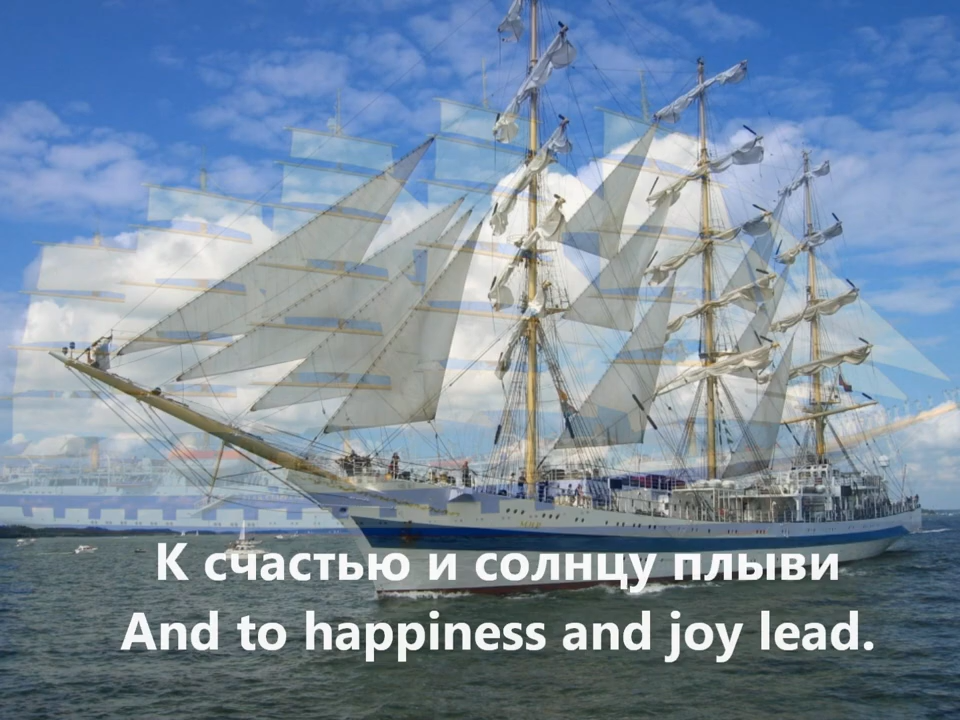 К счастью и солнцу плыви
And to happiness and joy lead.